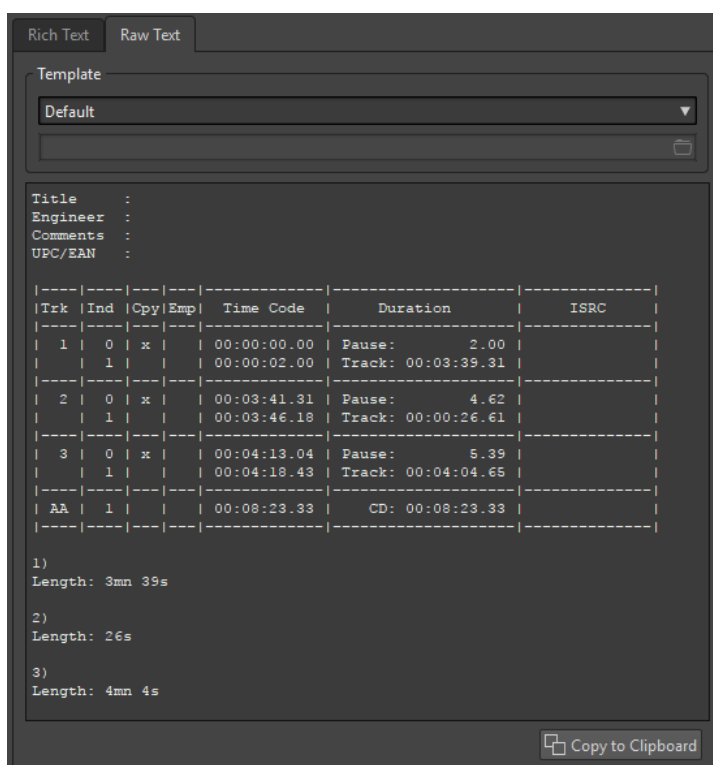 Rich Text Raw Text
Template
Default
Title      :
Engineer   :
Comments   :
UPC/EAN    :
|----|----|---|---|-------------|--------------------|--------------|
|Trk |Ind |Cpy|Emp|  Time Code  |     Duration       |     ISRC     |
|----|----|---|---|-------------|--------------------|--------------|
|  1 |  0 | x |   | 00:00:00.00 | Pause:        2.00 |              |
|    |  1 |   |   | 00:00:02.00 | Track: 00:03:39.31 |              |
|----|----|---|---|-------------|--------------------|--------------|
|  2 |  0 | x |   | 00:03:41.31 | Pause:        4.62 |              |
|    |  1 |   |   | 00:03:46.18 | Track: 00:00:26.61 |              |
|----|----|---|---|-------------|--------------------|--------------|
|  3 |  0 | x |   | 00:04:13.04 | Pause:        5.39 |              |
|    |  1 |   |   | 00:04:18.43 | Track: 00:04:04.65 |              |
|----|----|---|---|-------------|--------------------|--------------|
| AA |  1 |   |   | 00:08:23.33 |    CD: 00:08:23.33 |              |
|----|----|---|---|-------------|--------------------|--------------|
1)
Length: 3mn 39s
2)
Length: 26s
3)
Length: 4mn 4s
Copy to Clipboard